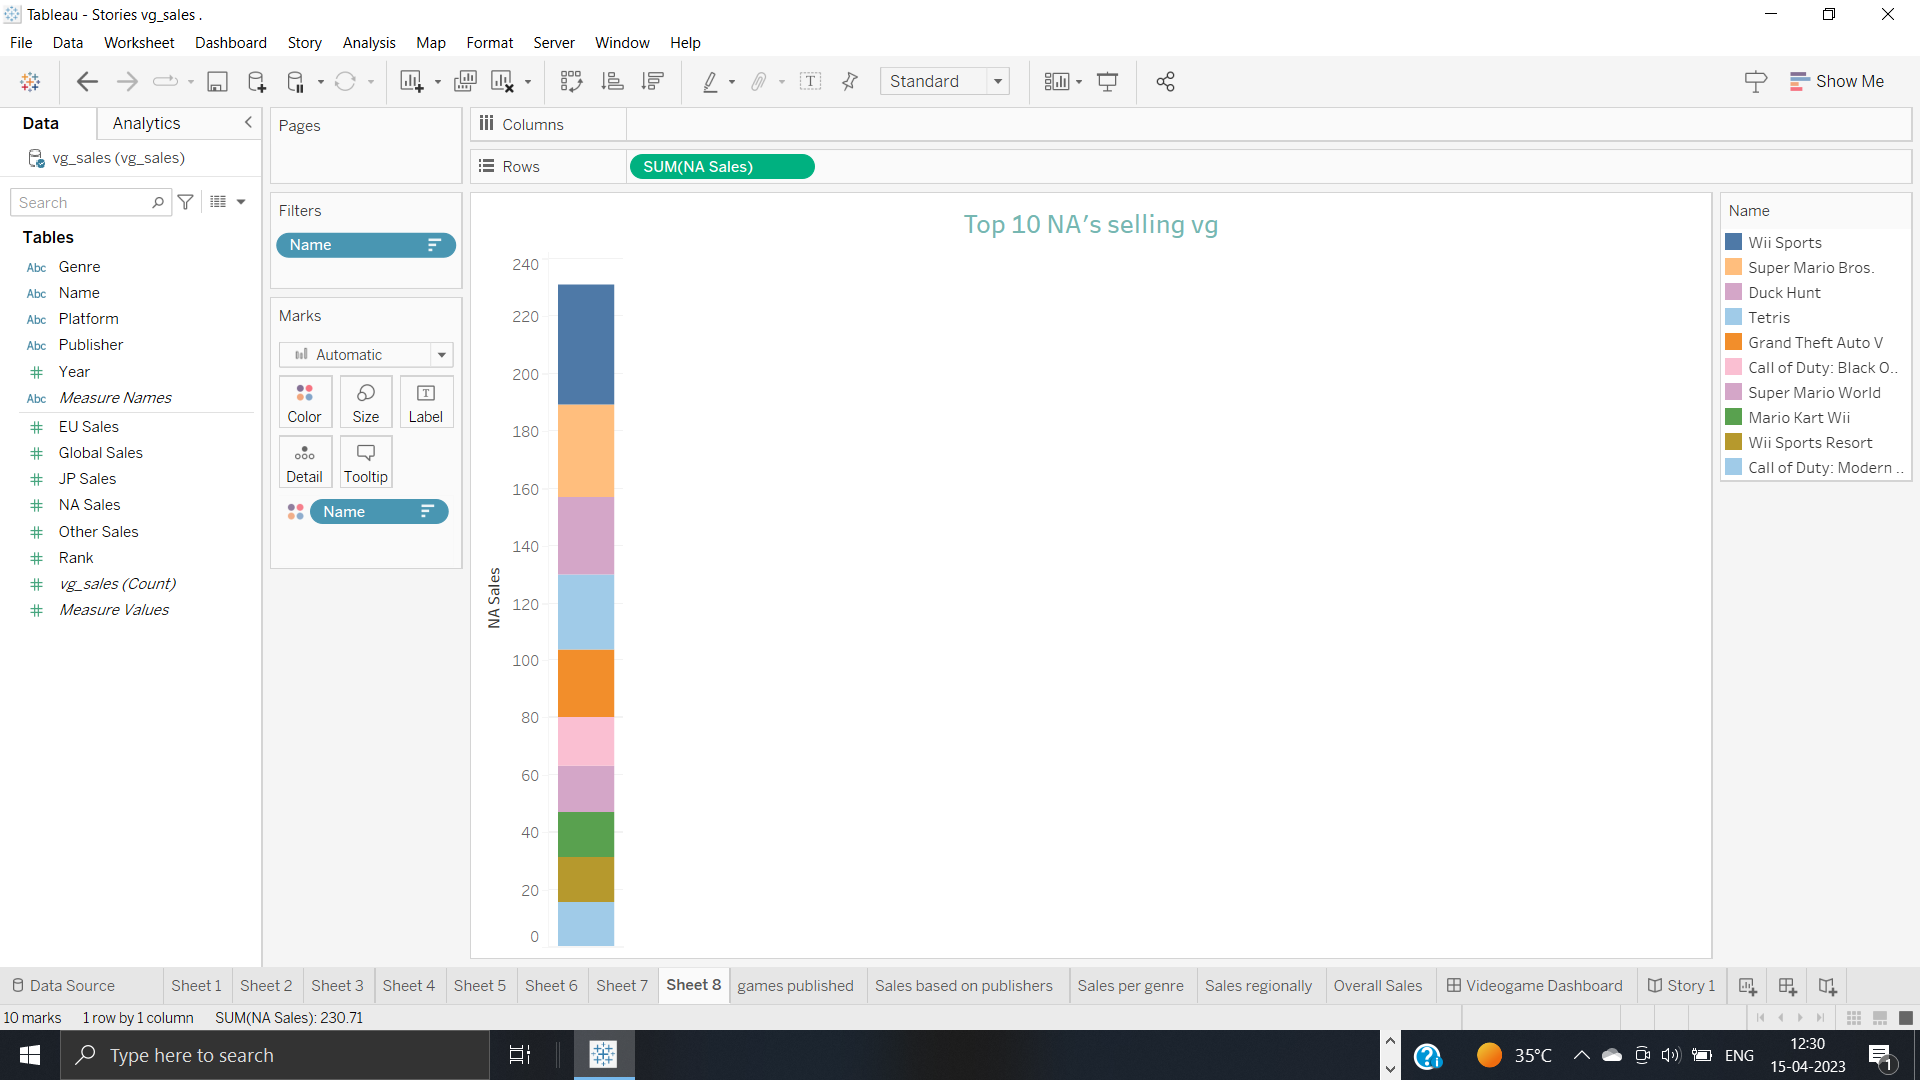 Tableau - Stories vg_sales .
File Data Worksheet Dashboard Story Analysis Map Format Server Window Help
Standard
Show Me
Data Analytics
vg_sales (vg_sales)
Search
Tables
Abc Genre
Abc Name
Abc Platform
Abc Publisher
Year
Abc Measure Names
EU Sales
Global Sales
JP Sales
NA Sales
Other Sales
Rank
vg_sales (Count)
Measure Values
Pages
Filters
Name
Marks
Automatic
Color Size Label
Detail Tooltip
Name
Columns
Rows SUM(NA Sales)
Top 10 NA's selling vg
NA Sales
240
220
200
180
160
140
120
100
80
60
40
20
0
Name
Wii Sports
Super Mario Bros.
Duck Hunt
Tetris
Grand Theft Auto V
Call of Duty: Black O..
Super Mario World
Mario Kart Wii
Wii Sports Resort
Call of Duty: Modern ..
Data Source Sheet 1 Sheet 2 Sheet 3 Sheet 4 Sheet 5 Sheet 6 Sheet 7 Sheet 8 games published Sales based on publishers Sales per genre Sales regionally Overall Sales Videogame Dashboard Story 1
10 marks 1 row by 1 column SUM(NA Sales): 230.71
Type here to search
35°C
ENG
12:30
15-04-2023
1